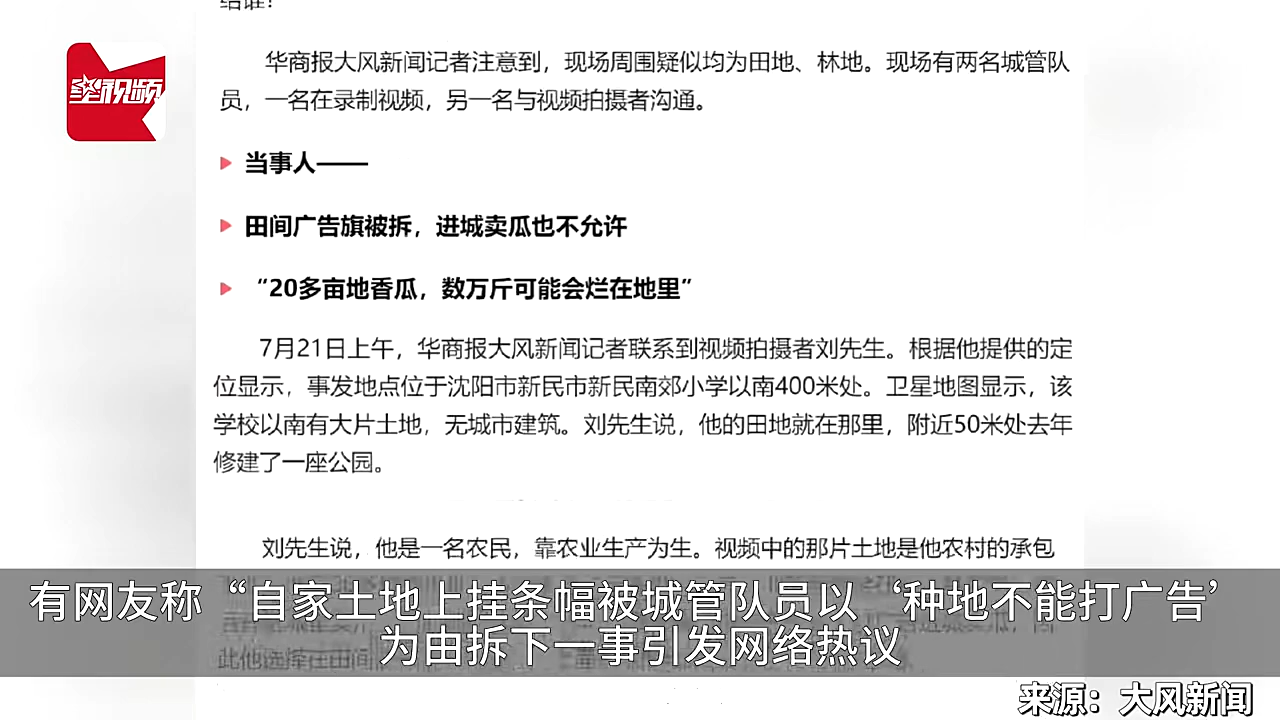 结谁！
星视频
华商报大风新闻记者注意到，现场周围疑似均为田地、林地。现场有两名城管队
员，一名在录制视频，另一名与视频拍摄者沟通。
当事人——
田间广告旗被拆，进城卖瓜也不允许
“20多亩地香瓜，数万斤可能会烂在地里”
7月21日上午，华商报大风新闻记者联系到视频拍摄者刘先生。根据他提供的定
位显示，事发地点位于沈阳市新民市新民南郊小学以南400米处。卫星地图显示，该
学校以南有大片土地，无城市建筑。刘先生说，他的田地就在那里，附近50米处去年
修建了一座公园。
刘先生说，他是一名农民，靠农业生产为生。视频中的那片土地是他农村的承包
有网友称“自家土地上挂条幅被城管队员以‘种地不能打广告’
为由拆下一事引发网络热议
此他选择在田间
来源：大风新闻